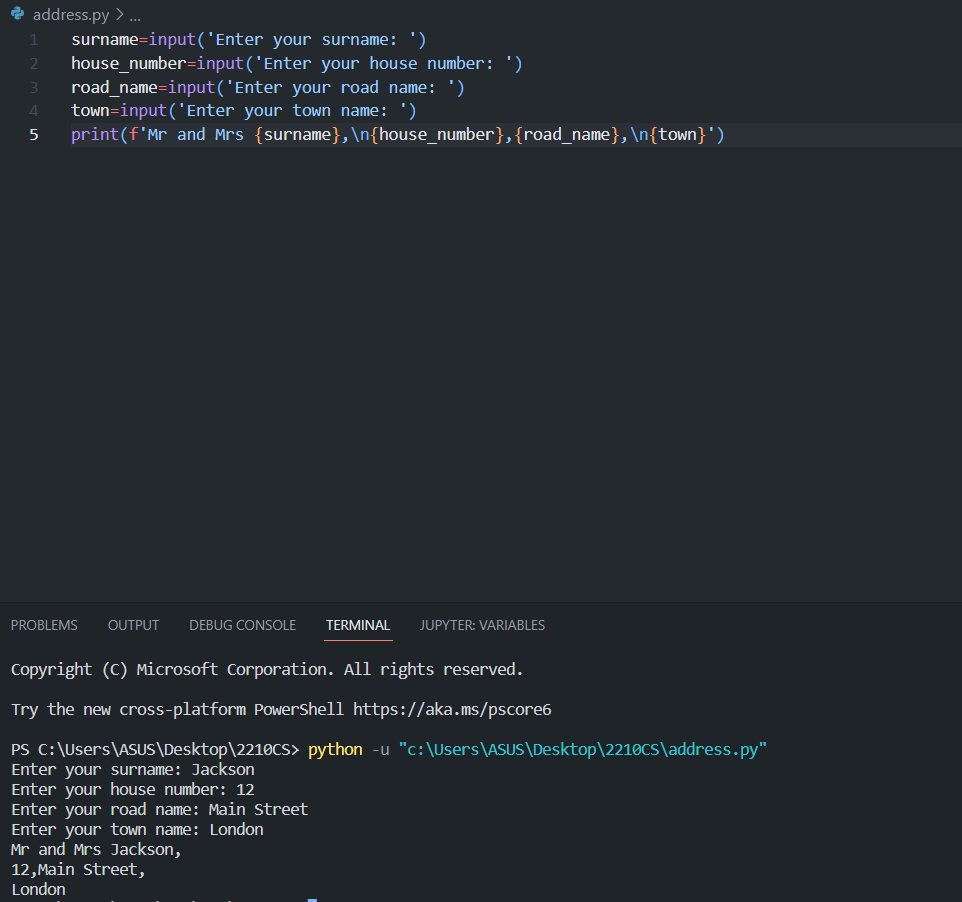 address.py > ...
1 surname=input('Enter your surname: ')
2 house_number=input('Enter your house number: ')
3 road_name=input('Enter your road name: ')
4 town=input('Enter your town name: ')
5 print(f'Mr and Mrs {surname},\n{house_number},{road_name},\n{town}')
PROBLEMS OUTPUT DEBUG CONSOLE TERMINAL JUPYTER: VARIABLES
Copyright (C) Microsoft Corporation. All rights reserved.
Try the new cross-platform PowerShell https://aka.ms/pscore6
PS C:\Users\ASUS\Desktop\2210CS> python -u "c:\Users\ASUS\Desktop\2210CS\address.py"
Enter your surname: Jackson
Enter your house number: 12
Enter your road name: Main Street
Enter your town name: London
Mr and Mrs Jackson,
12,Main Street,
London